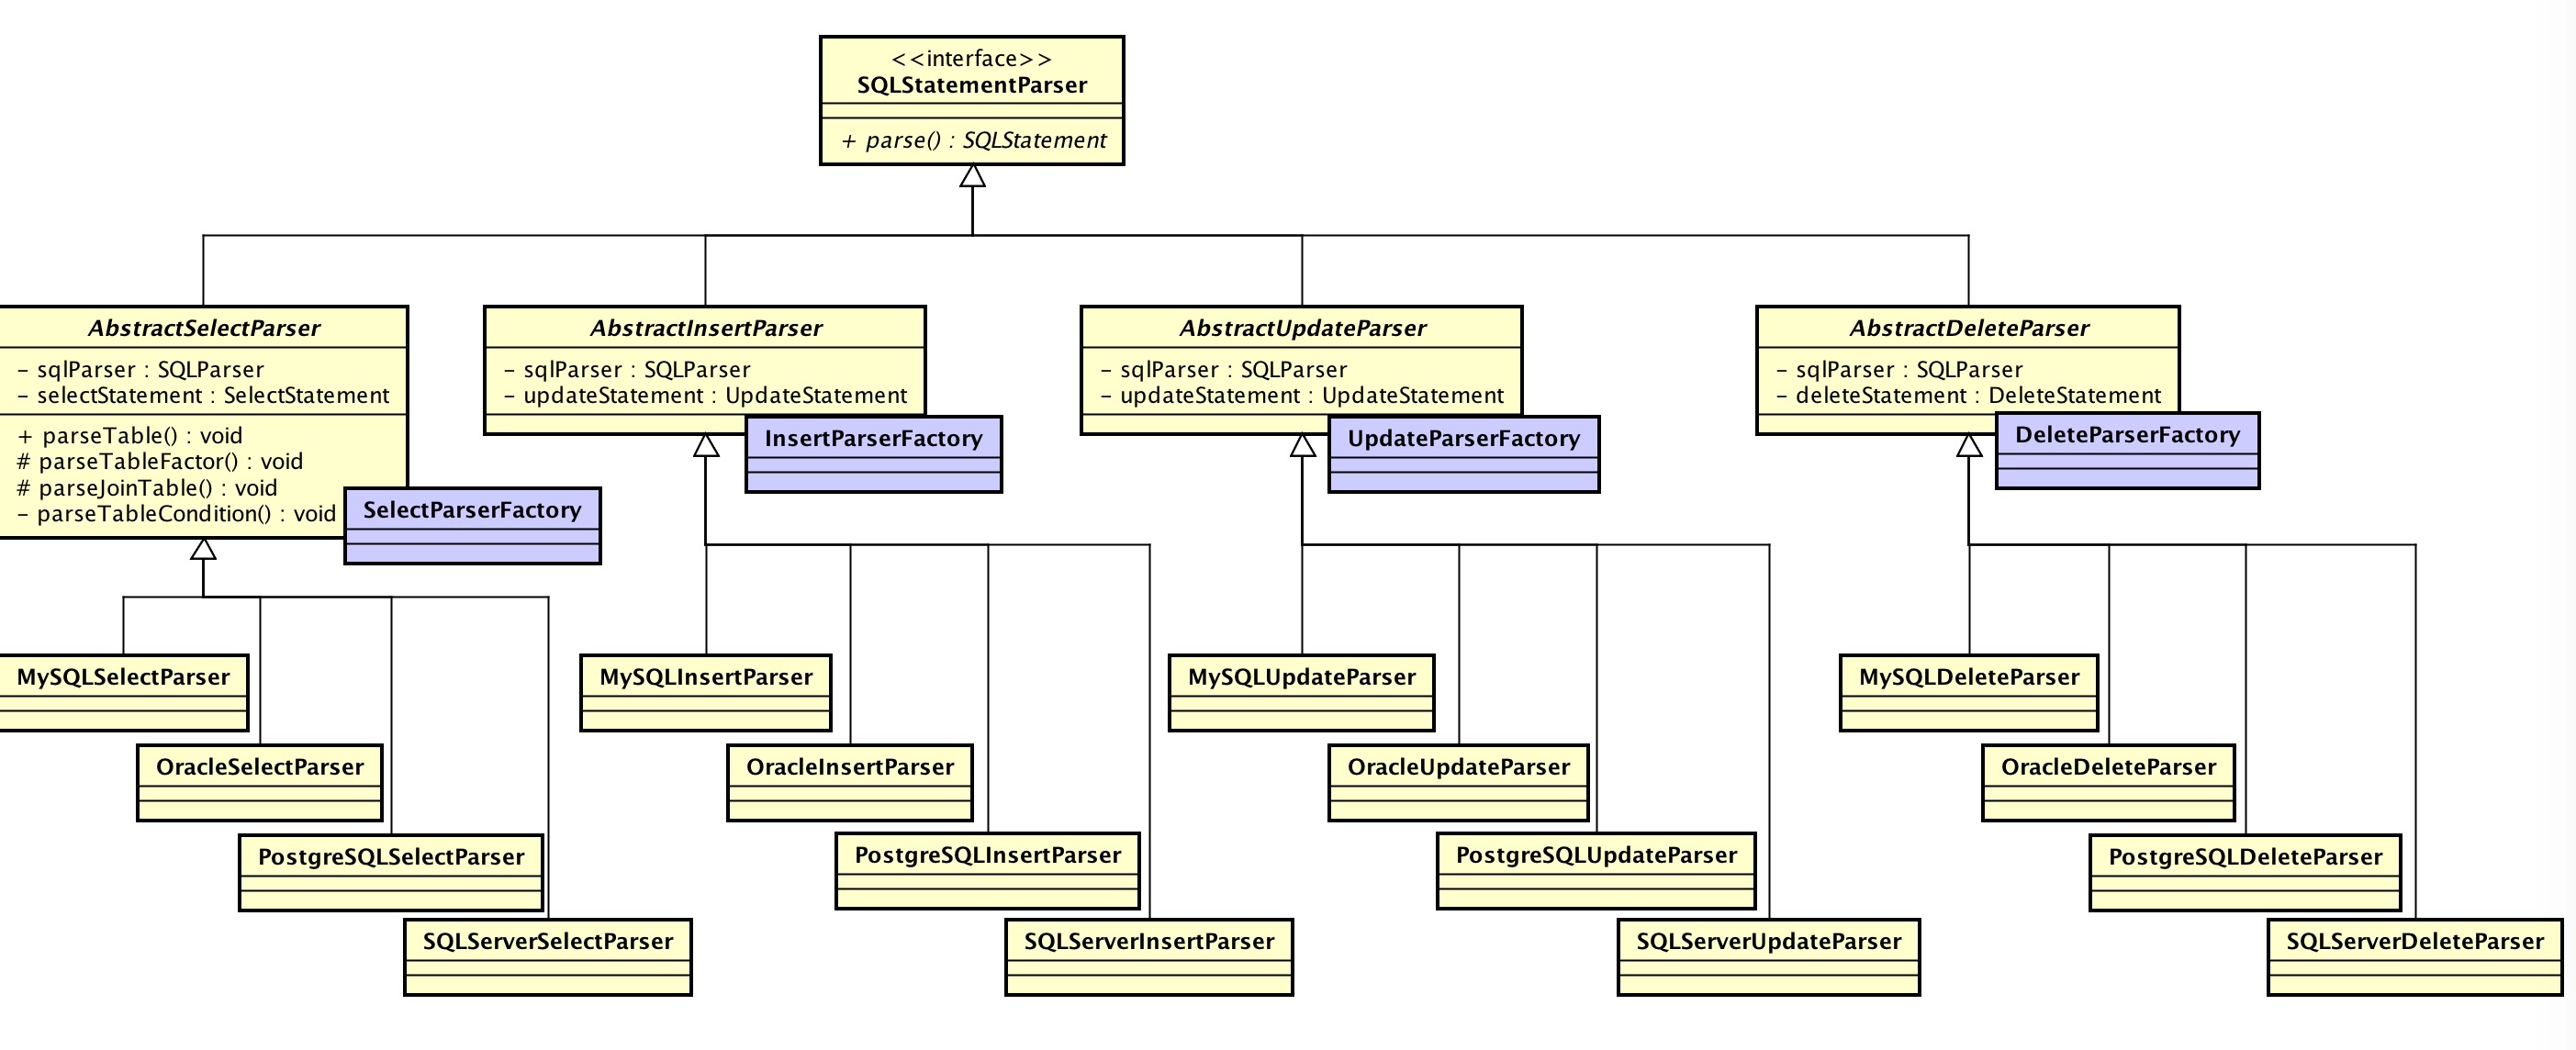 <<interface>>
SQLStatementParser
+ parse() : SQLStatement
AbstractSelectParser
- sqlParser : SQLParser
- selectStatement : SelectStatement
+ parseTable() : void
# parseTableFactor() : void
# parseJoinTable() : void
- parseTableCondition() : void
SelectParserFactory
AbstractInsertParser
- sqlParser : SQLParser
- updateStatement : UpdateStatement
InsertParserFactory
AbstractUpdateParser
- sqlParser : SQLParser
- updateStatement : UpdateStatement
UpdateParserFactory
AbstractDeleteParser
- sqlParser : SQLParser
- deleteStatement : DeleteStatement
DeleteParserFactory
MySQLSelectParser
OracleSelectParser
PostgreSQLSelectParser
SQLServerSelectParser
MySQLInsertParser
OracleInsertParser
PostgreSQLInsertParser
SQLServerInsertParser
MySQLUpdateParser
OracleUpdateParser
PostgreSQLUpdateParser
SQLServerUpdateParser
MySQLDeleteParser
OracleDeleteParser
PostgreSQLDeleteParser
SQLServerDeleteParser